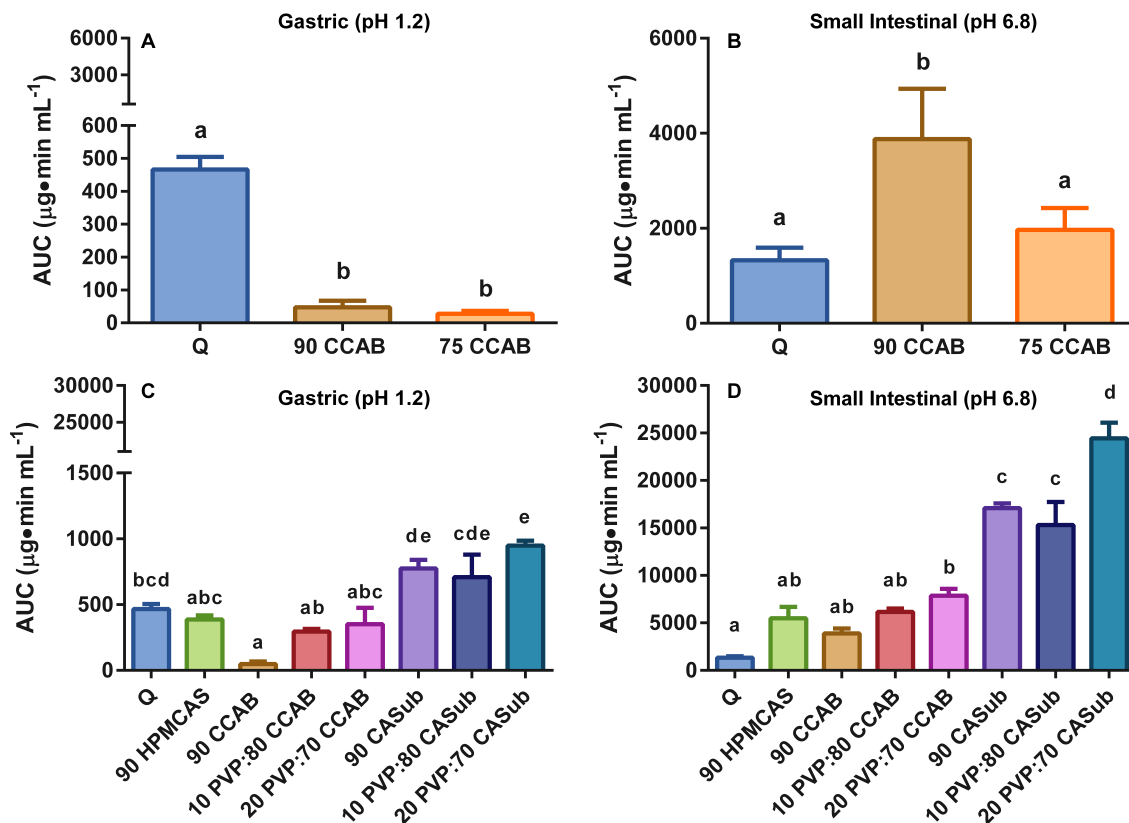 Gastric (pH 1.2)
A
AUC (µg•min mL⁻¹)
6000
3000
600
500
400
300
200
100
0
a
b
b
Q
90 CCAB
75 CCAB
Small Intestinal (pH 6.8)
B
AUC (µg•min mL⁻¹)
6000
4000
2000
0
a
b
a
Q
90 CCAB
75 CCAB
Gastric (pH 1.2)
C
AUC (µg•min mL⁻¹)
30000
25000
1500
1000
500
0
bcd
abc
a
ab
abc
de
cde
e
Q
90 HPMCAS
90 CCAB
10 PVP:80 CCAB
20 PVP:70 CCAB
90 CASub
10 PVP:80 CASub
20 PVP:70 CASub
Small Intestinal (pH 6.8)
D
AUC (µg•min mL⁻¹)
30000
25000
20000
15000
10000
5000
0
a
ab
ab
ab
b
c
c
d
Q
90 HPMCAS
90 CCAB
10 PVP:80 CCAB
20 PVP:70 CCAB
90 CASub
10 PVP:80 CASub
20 PVP:70 CASub